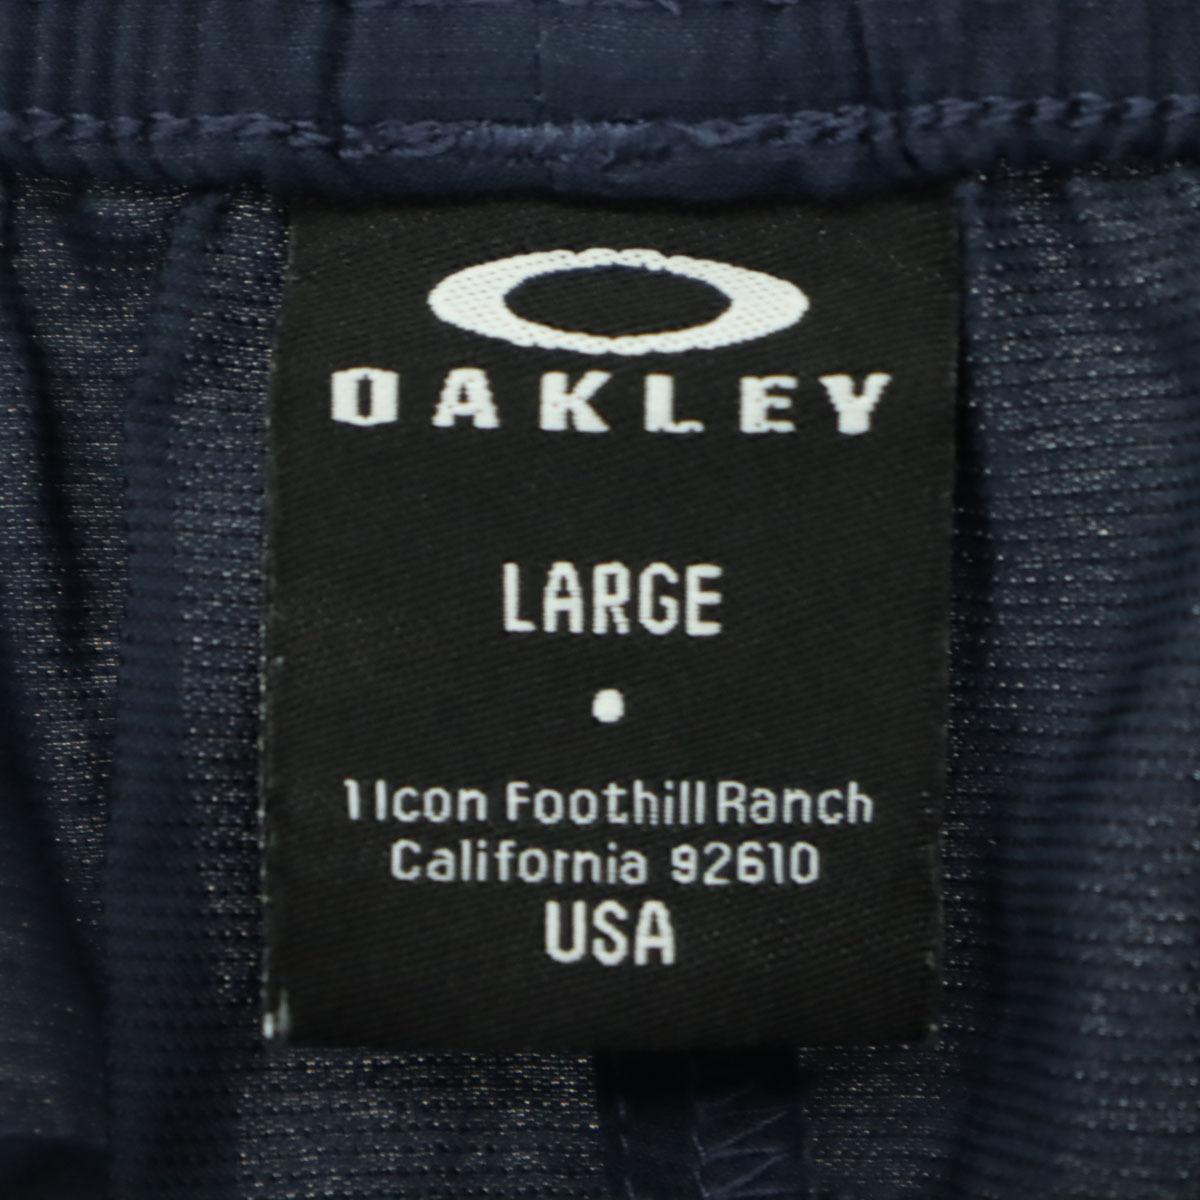 OAKLEY
LARGE
1 Icon Foothill Ranch
California 92610
USA